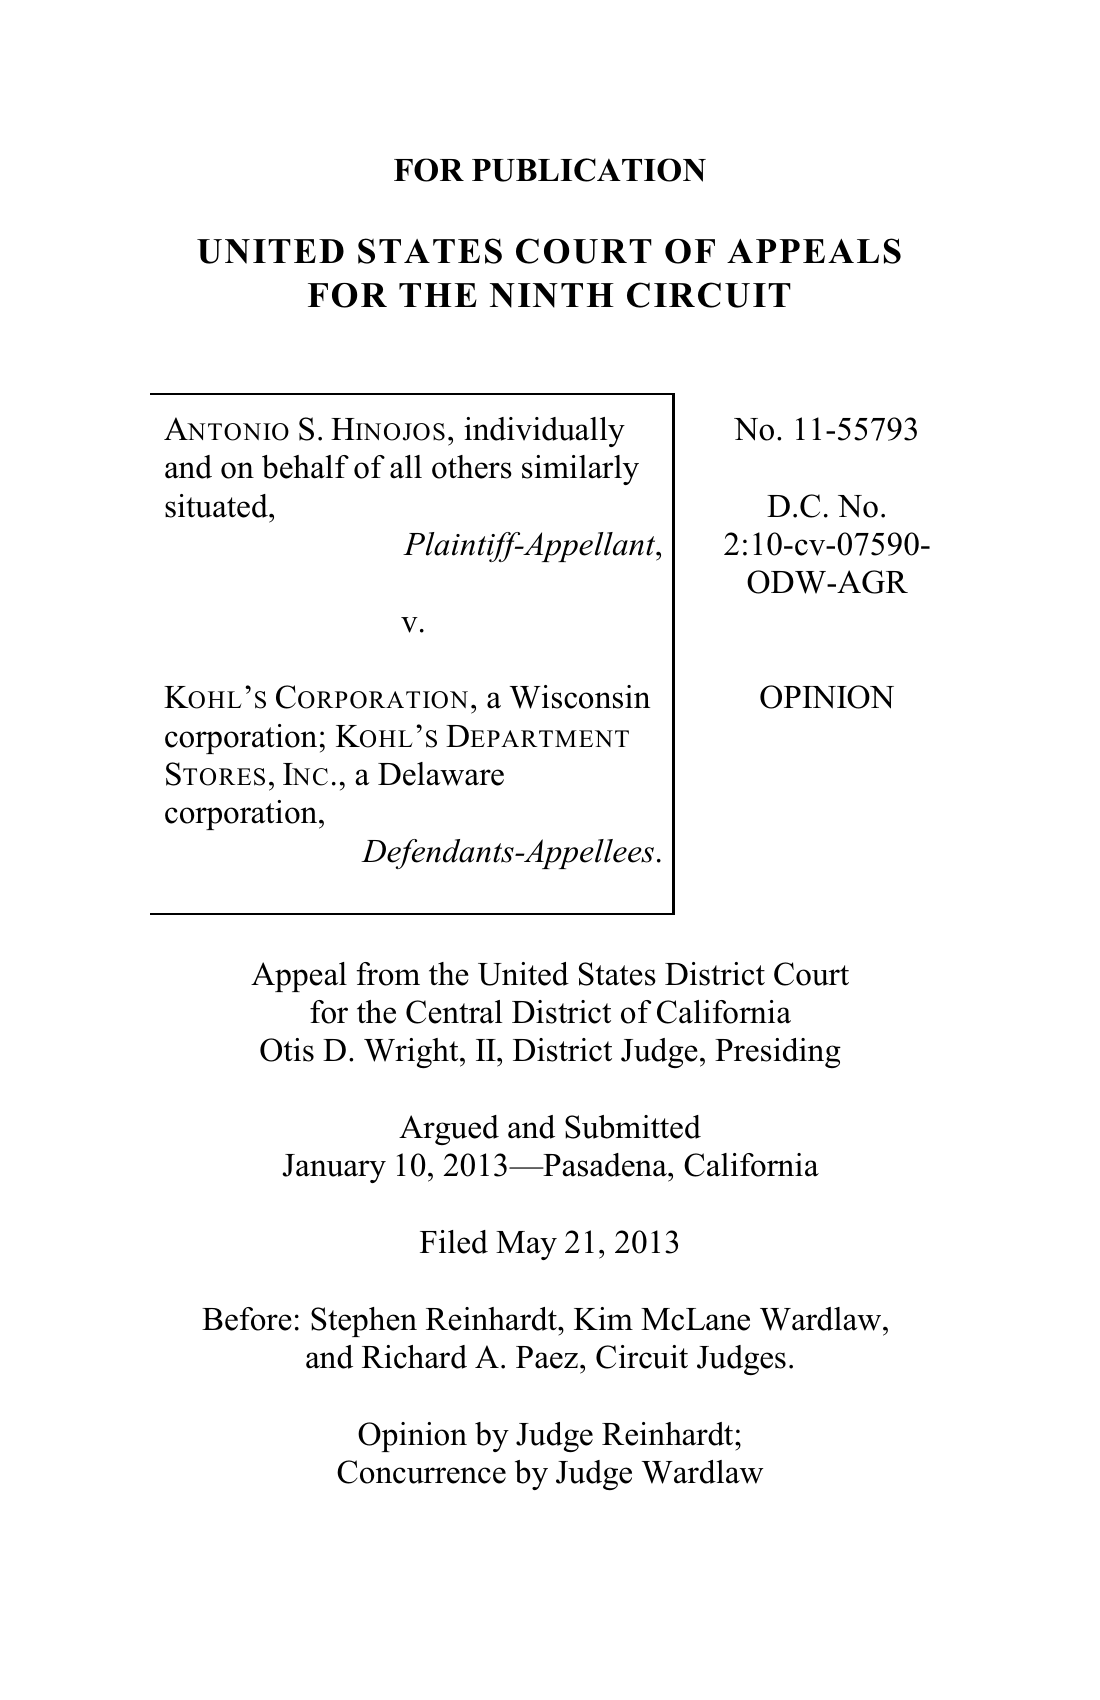 FOR PUBLICATION
UNITED STATES COURT OF APPEALS
FOR THE NINTH CIRCUIT
ANTONIO S. HINOJOS, individually
and on behalf of all others similarly
situated,
Plaintiff-Appellant,
v.
KOHL’S CORPORATION, a Wisconsin
corporation; KOHL’S DEPARTMENT
STORES, INC., a Delaware
corporation,
Defendants-Appellees.
No. 11-55793
D.C. No.
2:10-cv-07590-
ODW-AGR
OPINION
Appeal from the United States District Court
for the Central District of California
Otis D. Wright, II, District Judge, Presiding
Argued and Submitted
January 10, 2013—Pasadena, California
Filed May 21, 2013
Before: Stephen Reinhardt, Kim McLane Wardlaw,
and Richard A. Paez, Circuit Judges.
Opinion by Judge Reinhardt;
Concurrence by Judge Wardlaw